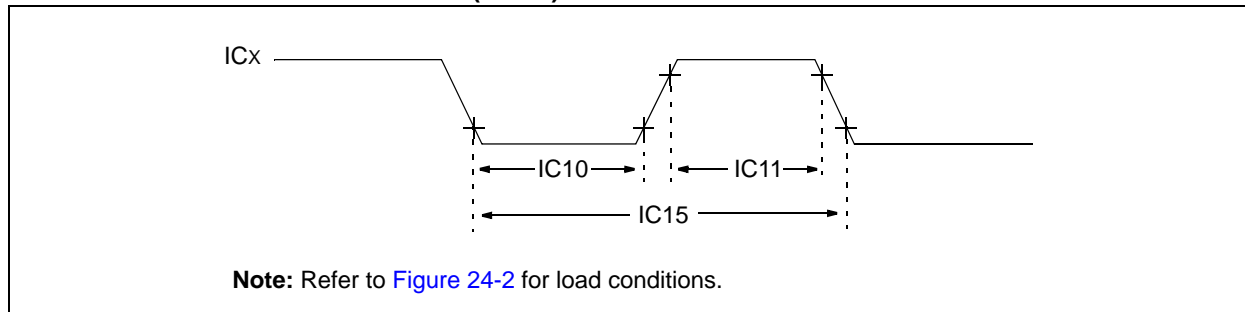 ICx
IC10
IC11
IC15
Note: Refer to Figure 24-2 for load conditions.